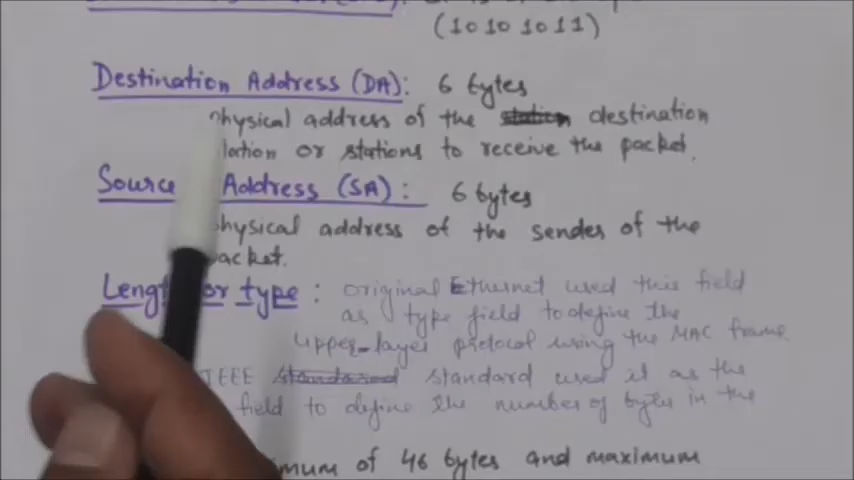 (10101011)
Destination Address (DA): 6 bytes
physical address of the destination
or stations to receive the packet.
Source Address (SA): 6 bytes
physical address of the sender of the
packet.
Length or type : original Ethernet used this field
as type field to define the
upper-layer protocol using the MAC frame
IEEE standard used it as the
field to define the number of bytes in the
of 46 bytes and maximum